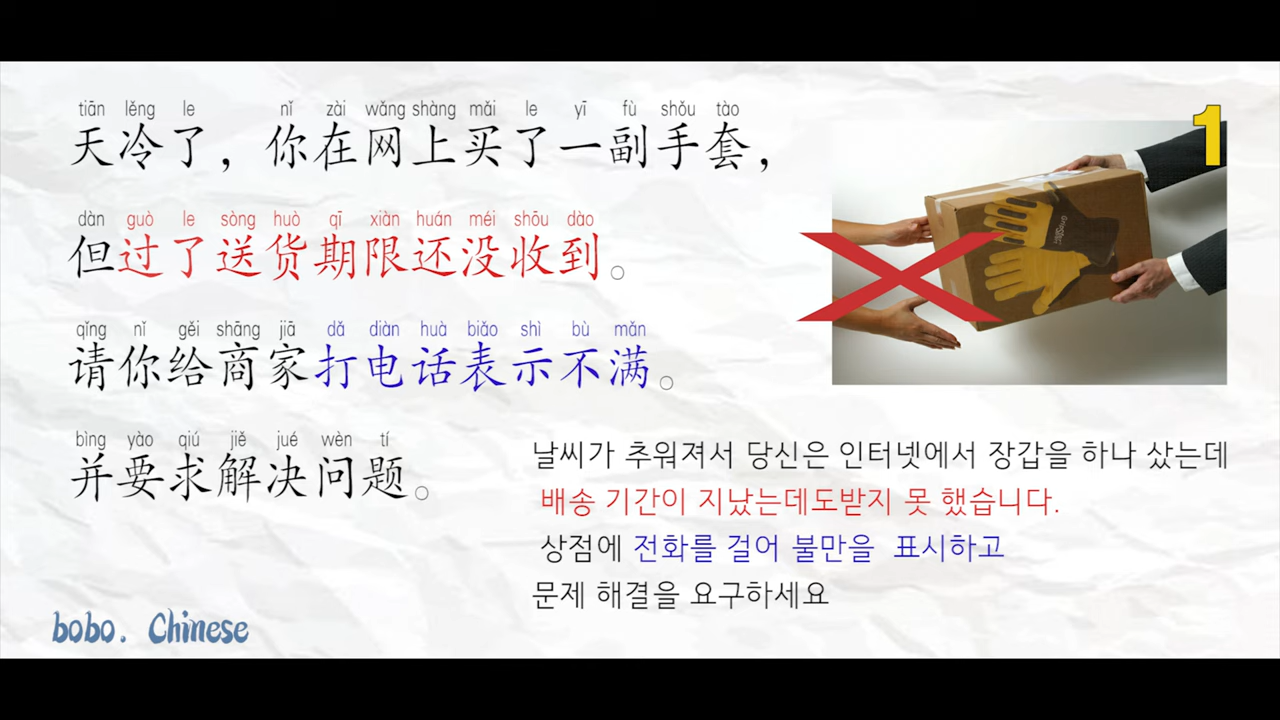 tiān lěng le nǐ zài wǎng shàng mǎi le yī fù shǒu tào
天冷了，你在网上买了一副手套，
dàn guò le sòng huò qī xiàn huán méi shōu dào
但过了送货期限还没收到。
qǐng nǐ gěi shāng jiā dǎ diàn huà biǎo shì bù mǎn
请你给商家打电话表示不满。
bìng yào qiú jiě jué wèn tí
并要求解决问题。
1
날씨가 추워져서 당신은 인터넷에서 장갑을 하나 샀는데
배송 기간이 지났는데도받지 못 했습니다.
상점에 전화를 걸어 불만을 표시하고
문제 해결을 요구하세요
bobo. Chinese